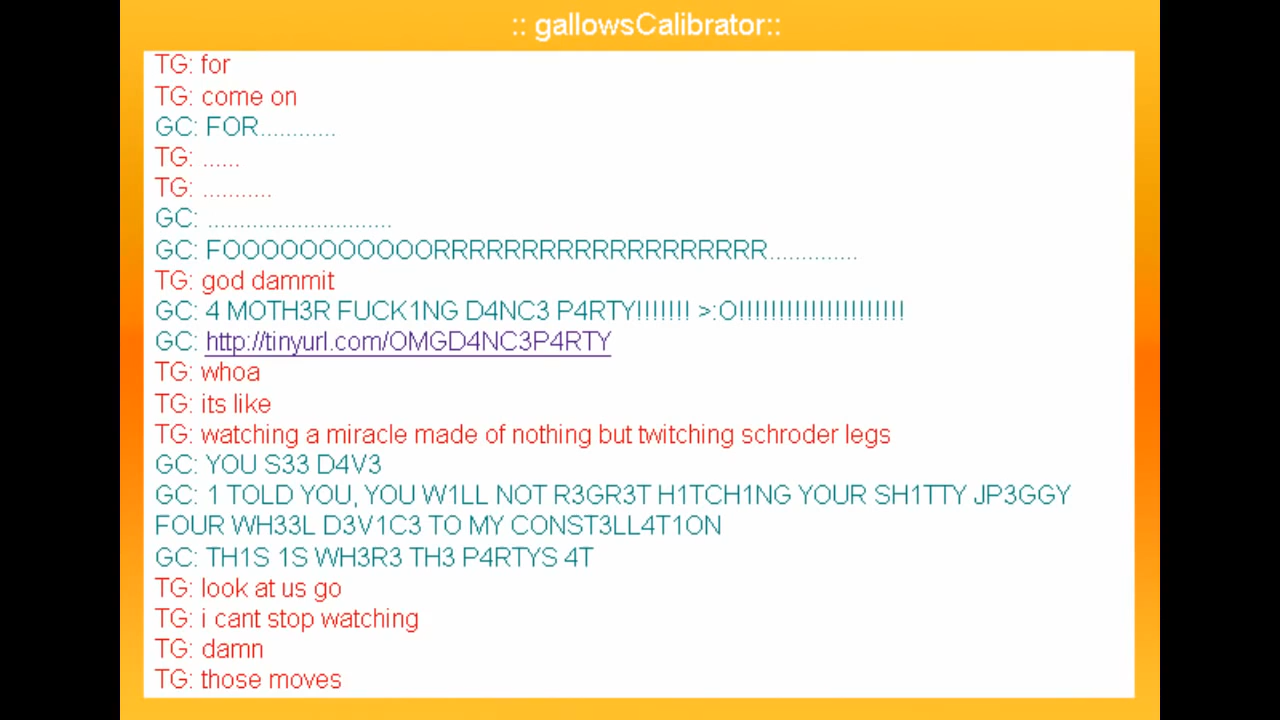 :: gallowsCalibrator::
TG: for
TG: come on
GC: FOR............
TG: ......
TG: ...........
GC: ............................
GC: FOOOOOOOOOOOORRRRRRRRRRRRRRRRRRR..............
TG: god dammit
GC: 4 MOTH3R FUCK1NG D4NC3 P4RTY!!!!!!! >:O!!!!!!!!!!!!!!!!!!!!!
GC: http://tinyurl.com/OMGD4NC3P4RTY
TG: whoa
TG: its like
TG: watching a miracle made of nothing but twitching schroder legs
GC: YOU S33 D4V3
GC: 1 TOLD YOU, YOU W1LL NOT R3GR3T H1TCH1NG YOUR SH1TTY JP3GGY
FOUR WH33L D3V1C3 TO MY CONST3LL4T1ON
GC: TH1S 1S WH3R3 TH3 P4RTYS 4T
TG: look at us go
TG: i cant stop watching
TG: damn
TG: those moves